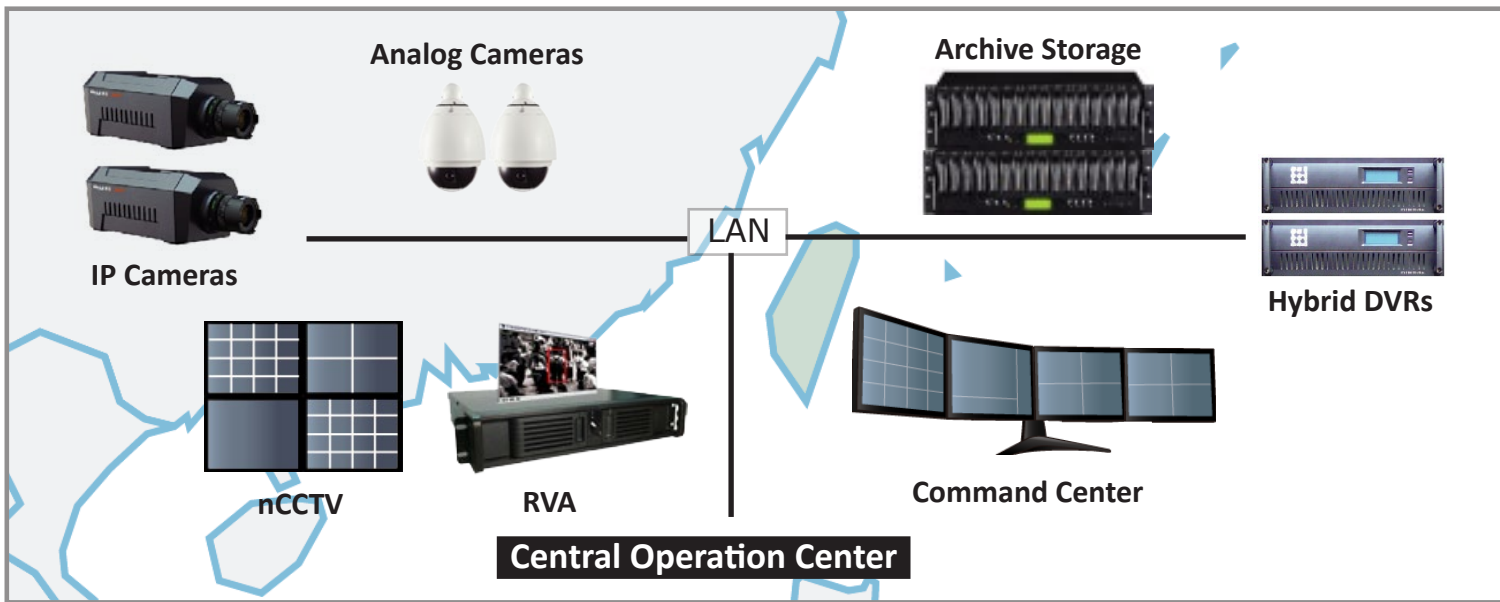 Analog Cameras
Archive Storage
IP Cameras
LAN
Hybrid DVRs
nCCTV
RVA
Command Center
Central Operation Center